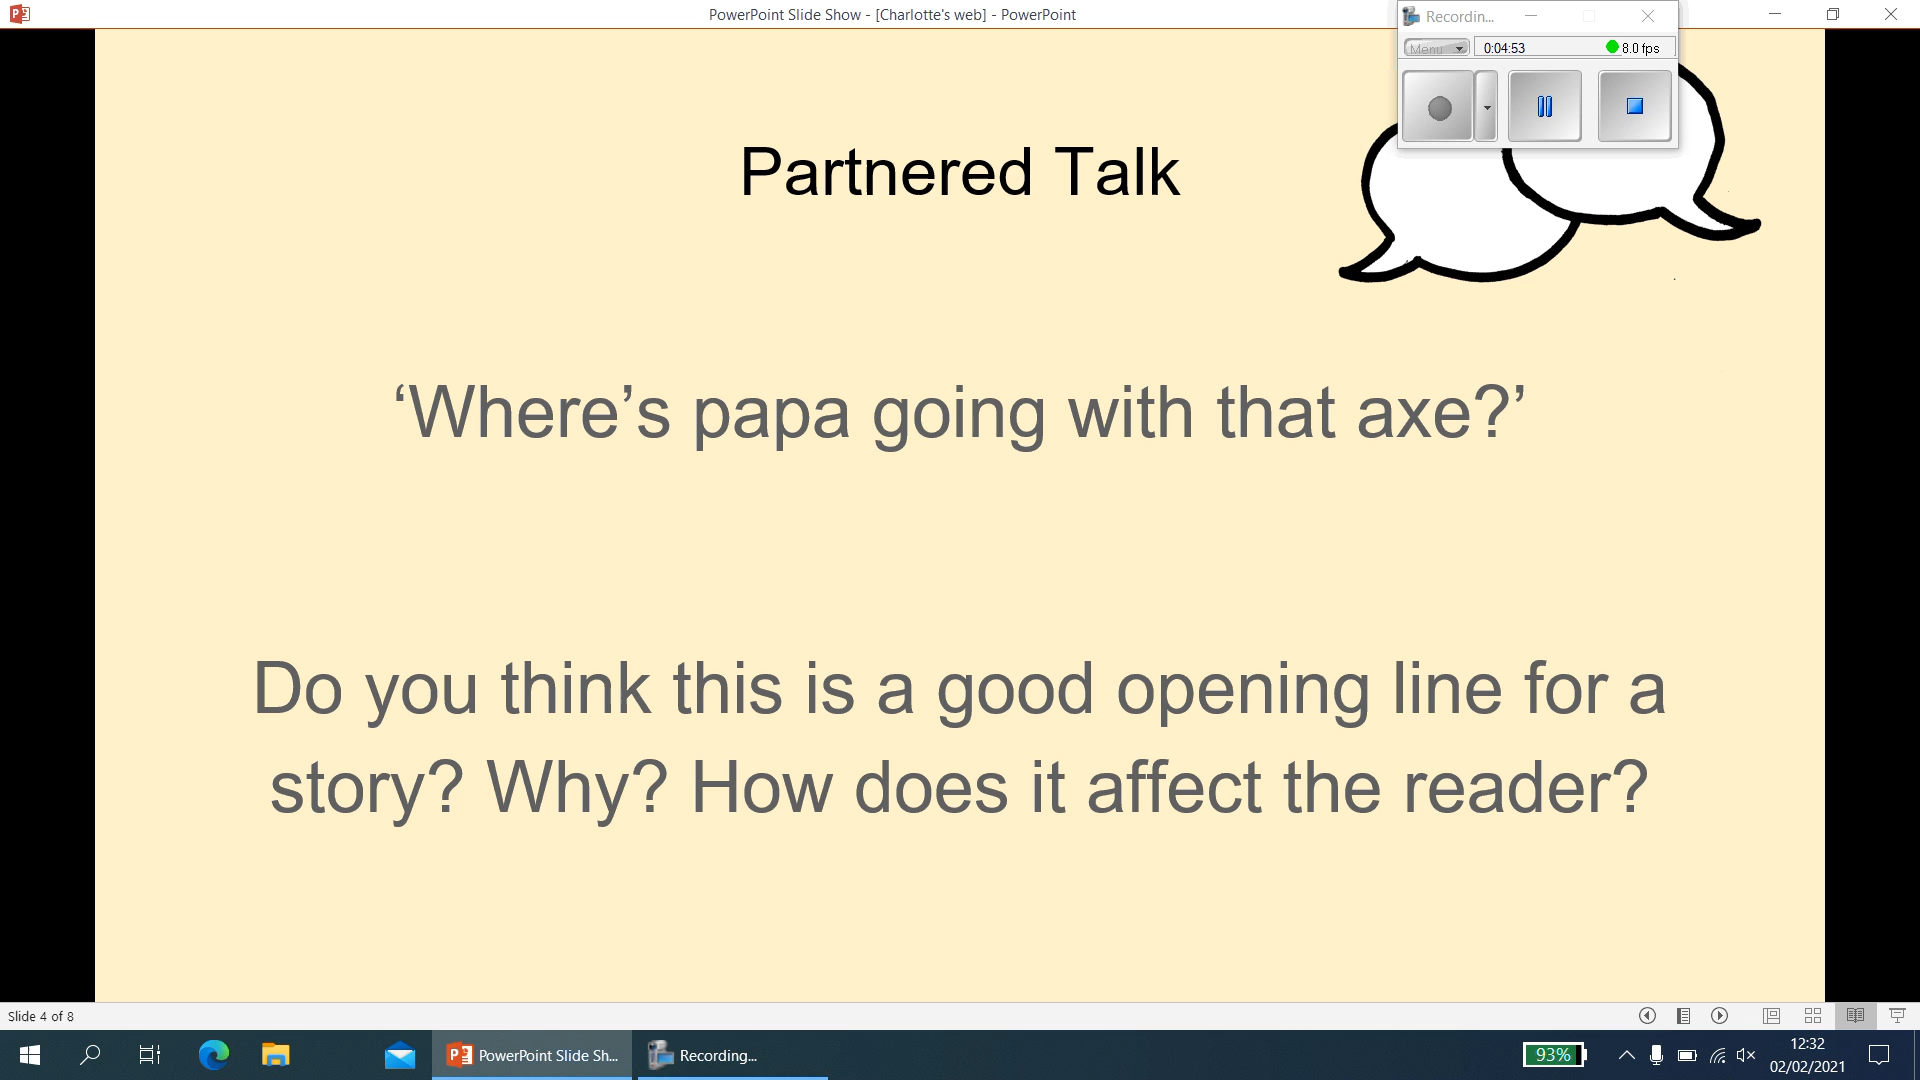 PowerPoint Slide Show - [Charlotte's web] - PowerPoint
Recordin...
Menu
0:04:53
8.0 fps
Partnered Talk
‘Where’s papa going with that axe?’
Do you think this is a good opening line for a
story? Why? How does it affect the reader?
Slide 4 of 8
PowerPoint Slide Sh...
Recording...
93%
12:32
02/02/2021